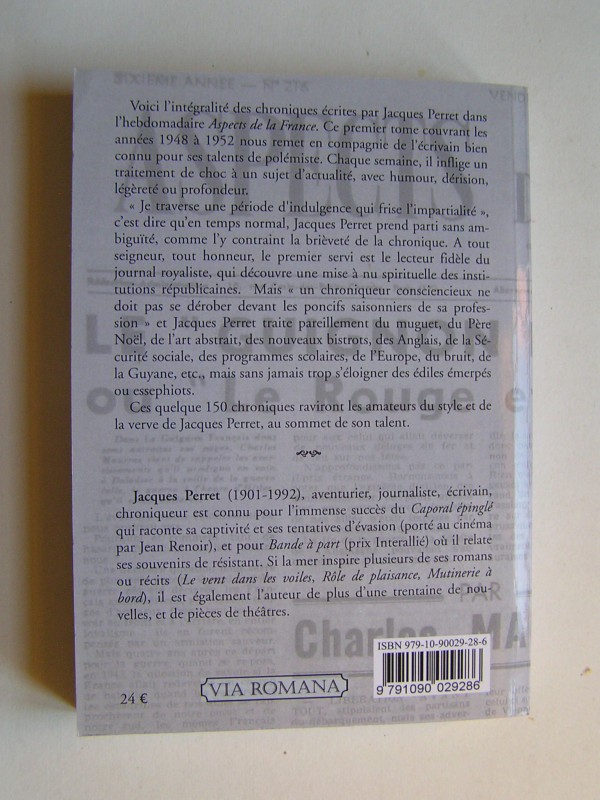 SIXIÈME ANNÉE — N° 276
VEND
Voici l'intégralité des chroniques écrites par Jacques Perret dans
l'hebdomadaire Aspects de la France. Ce premier tome couvrant les
années 1948 à 1952 nous remet en compagnie de l'écrivain bien
connu pour ses talents de polémiste. Chaque semaine, il inflige un
traitement de choc à un sujet d'actualité, avec humour, dérision,
légèreté ou profondeur.
« Je traverse une période d'indulgence qui frise l'impartialité »,
c'est dire qu'en temps normal, Jacques Perret prend parti sans am-
biguïté, comme l'y contraint la brièveté de la chronique. A tout
seigneur, tout honneur, le premier servi est le lecteur fidèle du
journal royaliste, qui découvre une mise à nu spirituelle des insti-
tutions républicaines. Mais « un chroniqueur consciencieux ne
doit pas se dérober devant les poncifs saisonniers de sa profes-
sion » et Jacques Perret traite pareillement du muguet, du Père
Noël, de l'art abstrait, des nouveaux bistrots, des Anglais, de la Sé-
curité sociale, des programmes scolaires, de l'Europe, du bruit, de
la Guyane, etc., mais sans jamais trop s'éloigner des édiles émerpés
ou essephiots.
ou "Le Rouge e
Ces quelque 150 chroniques raviront les amateurs du style et de
la verve de Jacques Perret, au sommet de son talent.
Jacques Perret (1901-1992), aventurier, journaliste, écrivain,
chroniqueur est connu pour l'immense succès du Caporal épinglé
qui raconte sa captivité et ses tentatives d'évasion (porté au cinéma
par Jean Renoir), et pour Bande à part (prix Interallié) où il relate
ses souvenirs de résistant. Si la mer inspire plusieurs de ses romans
ou récits (Le vent dans les voiles, Rôle de plaisance, Mutinerie à
bord), il est également l'auteur de plus d'une trentaine de nou-
velles, et de pièces de théâtres.
PAR
Charles MA
ISBN 979-10-90029-28-6
9 791090 029286
24 €
VIA ROMANA